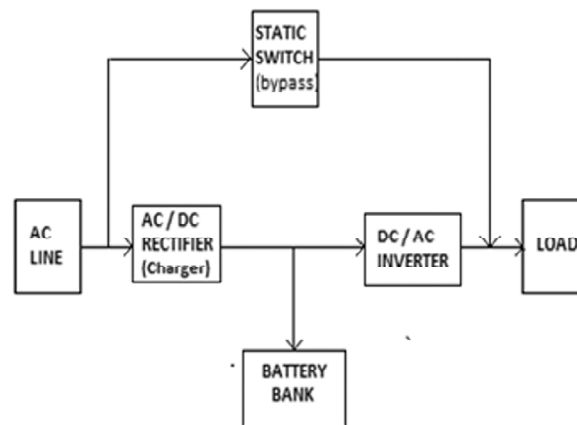 STATIC
SWITCH
(bypass)
AC
LINE
AC / DC
RECTIFIER
(Charger)
DC / AC
INVERTER
LOAD
BATTERY
BANK